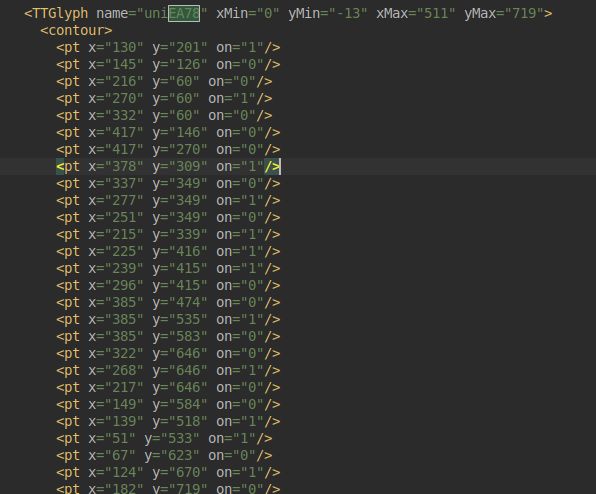 <TTGlyph name="uniEA78" xMin="0" yMin="-13" xMax="511" yMax="719">
<contour>
<pt x="130" y="201" on="1"/>
<pt x="145" y="126" on="0"/>
<pt x="216" y="60" on="0"/>
<pt x="270" y="60" on="1"/>
<pt x="332" y="60" on="0"/>
<pt x="417" y="146" on="0"/>
<pt x="417" y="270" on="0"/>
<pt x="378" y="309" on="1"/>
<pt x="337" y="349" on="0"/>
<pt x="277" y="349" on="1"/>
<pt x="251" y="349" on="0"/>
<pt x="215" y="339" on="1"/>
<pt x="225" y="416" on="1"/>
<pt x="239" y="415" on="1"/>
<pt x="296" y="415" on="0"/>
<pt x="385" y="474" on="0"/>
<pt x="385" y="535" on="1"/>
<pt x="385" y="583" on="0"/>
<pt x="322" y="646" on="0"/>
<pt x="268" y="646" on="1"/>
<pt x="217" y="646" on="0"/>
<pt x="149" y="584" on="0"/>
<pt x="139" y="518" on="1"/>
<pt x="51" y="533" on="1"/>
<pt x="67" y="623" on="0"/>
<pt x="124" y="670" on="1"/>
<pt x="182" y="719" on="0"/>